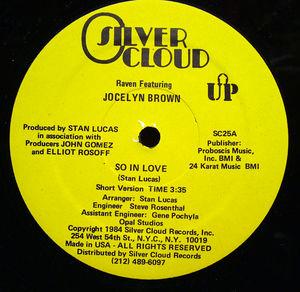 SILVER
CLOUD
Raven Featuring
JOCELYN BROWN
UP
Produced by STAN LUCAS
in association with
Producers JOHN GOMEZ
and ELLIOT ROSOFF
SC25A
Publisher:
Proboscis Music,
Inc. BMI &
24 Karat Music BMI
SO IN LOVE
(Stan Lucas)
Short Version TIME 3:35
Arranger: Stan Lucas
Engineer Steve Rosenthal
Assistant Engineer: Gene Pochyla
Opal Studios
Copyright 1984 Silver Cloud Records, Inc.
254 West 54th St., N.Y.C., N.Y. 10019
Made in USA - ALL RIGHTS RESERVED
Distributed by Silver Cloud Records
(212) 489-6097